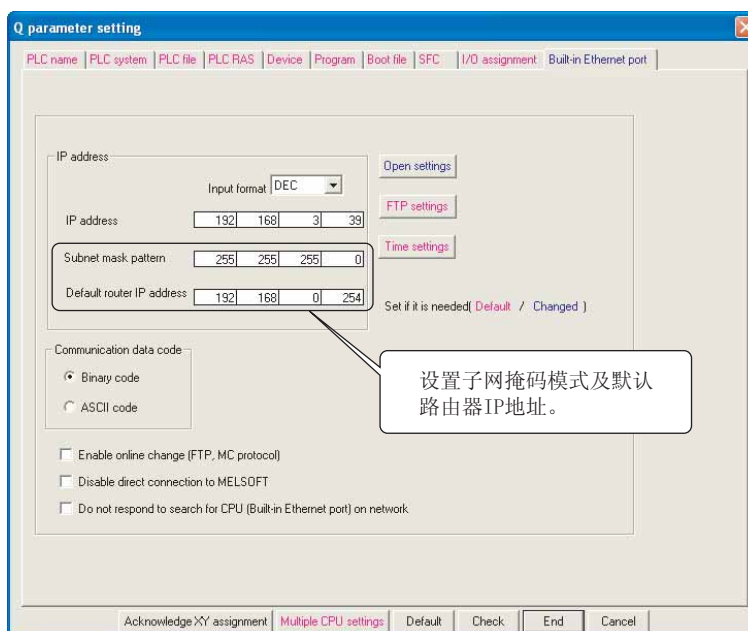 Q parameter setting
PLC name PLC system PLC file PLC RAS Device Program Boot file SFC I/O assignment Built-in Ethernet port
IP address
Input format DEC
IP address 192 168 3 39
Subnet mask pattern 255 255 255 0
Default router IP address 192 168 0 254
Open settings
FTP settings
Time settings
Set if it is needed( Default / Changed )
Communication data code
Binary code
ASCII code
设置子网掩码模式及默认
路由器IP地址。
Enable online change (FTP, MC protocol)
Disable direct connection to MELSOFT
Do not respond to search for CPU (Built-in Ethernet port) on network
Acknowledge XY assignment Multiple CPU settings Default Check End Cancel